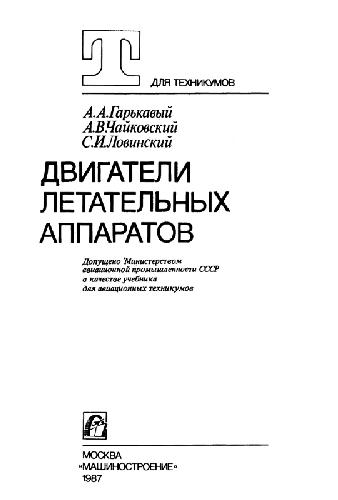 Т
ДЛЯ ТЕХНИКУМОВ
А.А.Гарькавый
А.В.Чайковский
С.И.Ловинский
ДВИГАТЕЛИ
ЛЕТАТЕЛЬНЫХ
АППАРАТОВ
Допущено Министерством
авиационной промышленности СССР
в качестве учебника
для авиационных техникумов
МОСКВА
«МАШИНОСТРОЕНИЕ»
1987